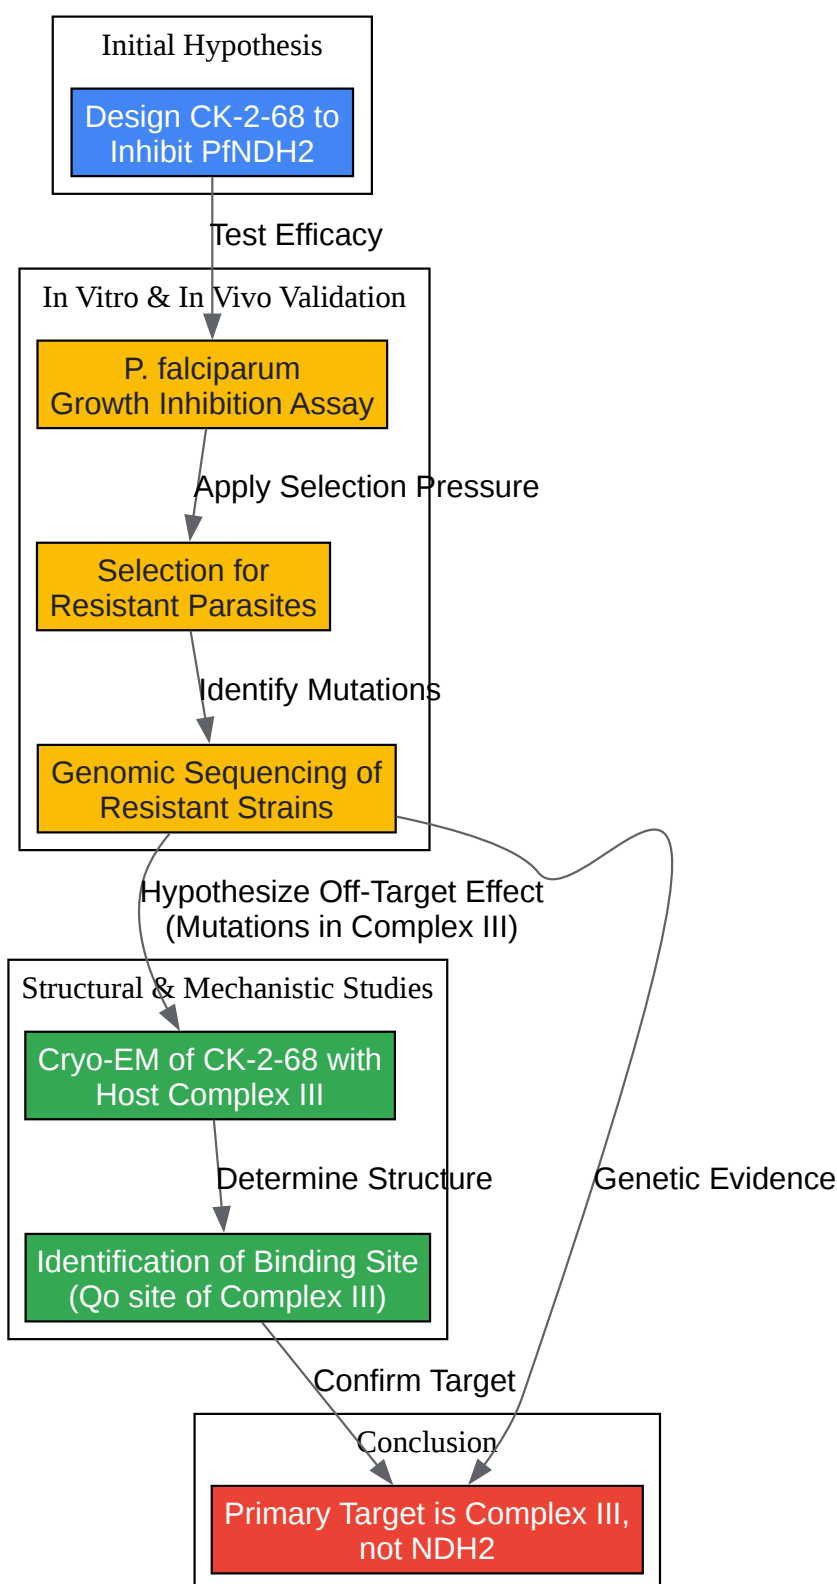 Initial Hypothesis
Design CK-2-68 to
Inhibit PfNDH2
Test Efficacy
In Vitro & In Vivo Validation
P. falciparum
Growth Inhibition Assay
Apply Selection Pressure
Selection for
Resistant Parasites
Identify Mutations
Genomic Sequencing of
Resistant Strains
Hypothesize Off-Target Effect
(Mutations in Complex III)
Structural & Mechanistic Studies
Cryo-EM of CK-2-68 with
Host Complex III
Determine Structure
Genetic Evidence
Identification of Binding Site
(Qo site of Complex III)
Confirm Target
Conclusion
Primary Target is Complex III,
not NDH2